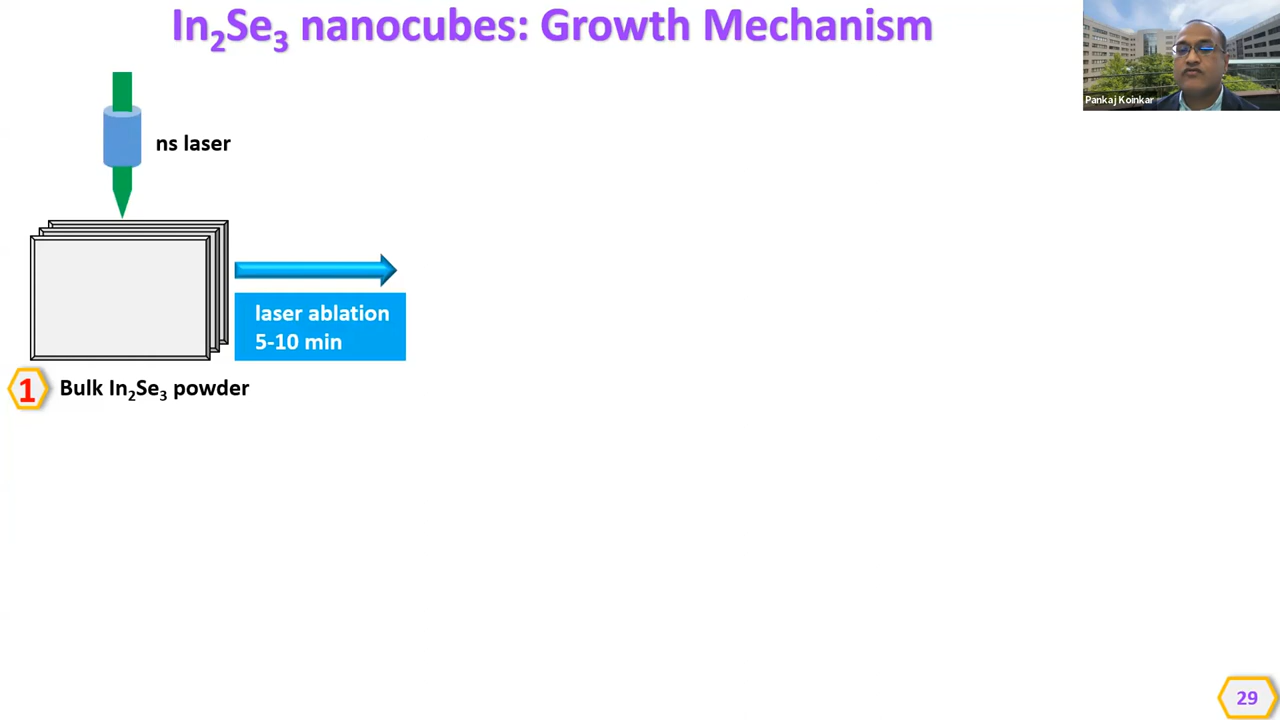 In₂Se₃ nanocubes: Growth Mechanism
Pankaj Koinkar
ns laser
laser ablation
5-10 min
1 Bulk In₂Se₃ powder
29